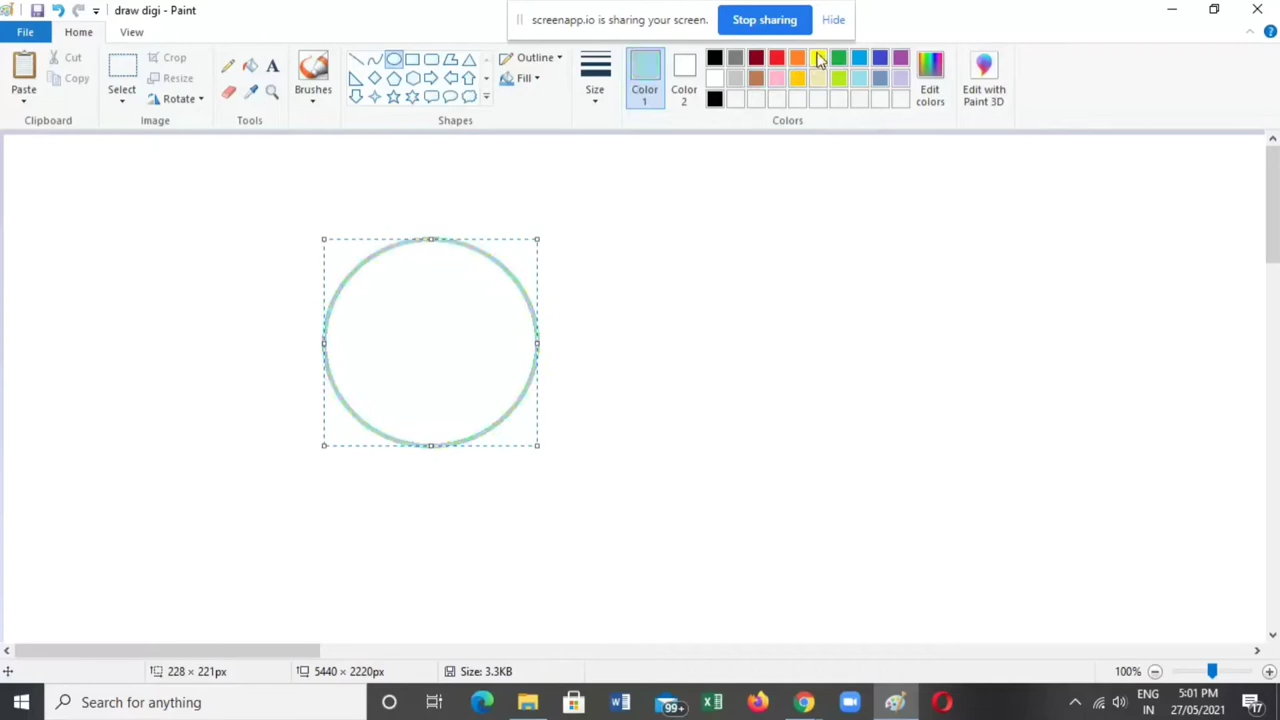 draw digi - Paint
screenapp.io is sharing your screen.
Stop sharing
Hide
File
Home
View
Cut
Copy
Paste
Clipboard
Select
Crop
Resize
Rotate
Image
A
Tools
Brushes
Outline
Fill
Shapes
Size
Color 1
Color 2
Edit colors
Colors
Edit with Paint 3D
228 × 221px
5440 × 2220px
Size: 3.3KB
100%
Search for anything
99+
ENG
IN
5:01 PM
27/05/2021
17